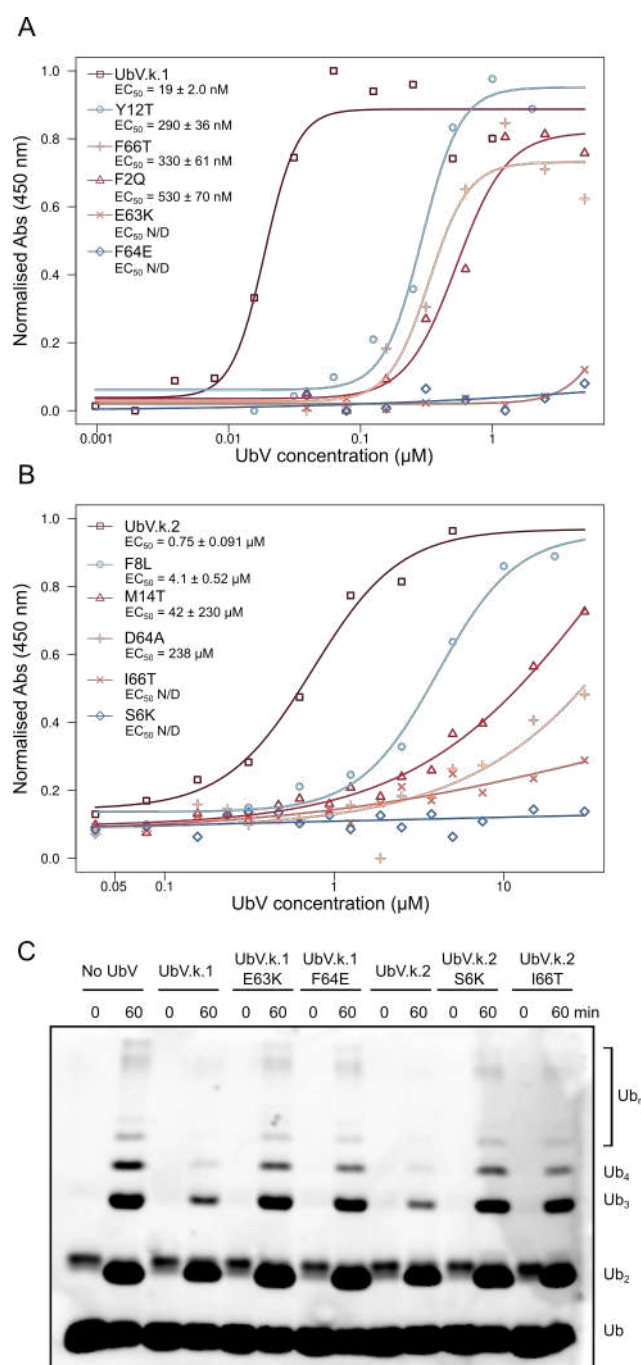 A
Normalised Abs (450 nm)
1.0
0.8
0.6
0.4
0.2
0.0
UbV.k.1
EC50 = 19 ± 2.0 nM
Y12T
EC50 = 290 ± 36 nM
F66T
EC50 = 330 ± 61 nM
F2Q
EC50 = 530 ± 70 nM
E63K
EC50 N/D
F64E
EC50 N/D
0.001 0.01 0.1 1
UbV concentration (µM)
B
Normalised Abs (450 nm)
1.0
0.8
0.6
0.4
0.2
0.0
UbV.k.2
EC50 = 0.75 ± 0.091 µM
F8L
EC50 = 4.1 ± 0.52 µM
M14T
EC50 = 42 ± 230 µM
D64A
EC50 = 238 µM
I66T
EC50 N/D
S6K
EC50 N/D
0.05 0.1 1 10
UbV concentration (µM)
C
No UbV UbV.k.1 UbV.k.1 E63K UbV.k.1 F64E UbV.k.2 UbV.k.2 S6K UbV.k.2 I66T
0 60 0 60 0 60 0 60 0 60 0 60 0 60 min
Ubn
Ub4
Ub3
Ub2
Ub